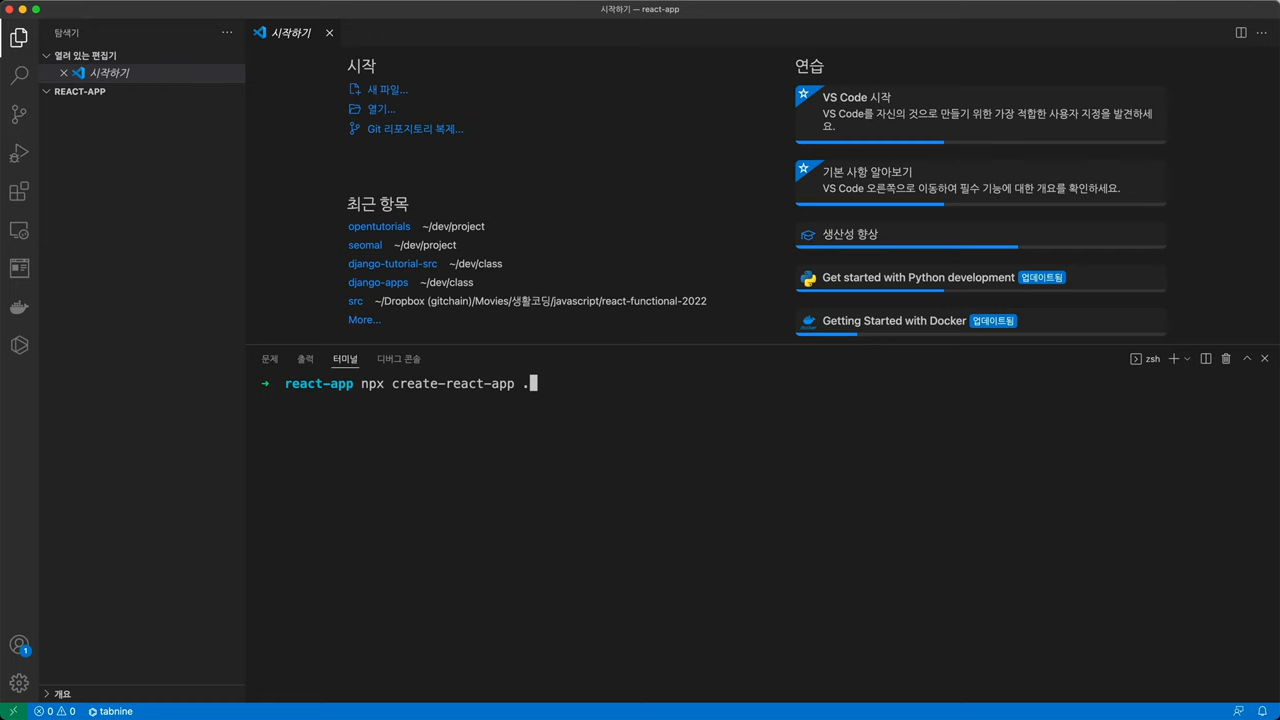 시작하기 — react-app
탐색기
열려 있는 편집기
시작하기
REACT-APP
시작하기
시작
새 파일...
열기...
Git 리포지토리 복제...
최근 항목
opentutorials ~/dev/project
seomal ~/dev/project
django-tutorial-src ~/dev/class
django-apps ~/dev/class
src ~/Dropbox (gitchain)/Movies/생활코딩/javascript/react-functional-2022
More...
연습
VS Code 시작
VS Code를 자신의 것으로 만들기 위한 가장 적합한 사용자 지정을 발견하세
요.
기본 사항 알아보기
VS Code 오른쪽으로 이동하여 필수 기능에 대한 개요를 확인하세요.
생산성 향상
Get started with Python development 업데이트됨
Getting Started with Docker 업데이트됨
문제 출력 터미널 디버그 콘솔
zsh
➜ react-app npx create-react-app .
1
개요
0 0 tabnine